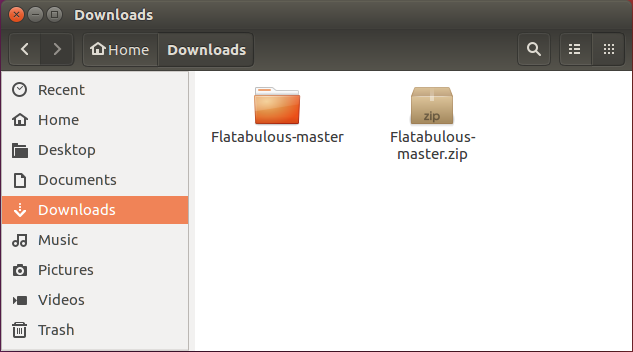 Downloads
Home Downloads
Recent
Home
Desktop
Documents
Downloads
Music
Pictures
Videos
Trash
Flatabulous-master
zip
Flatabulous-
master.zip